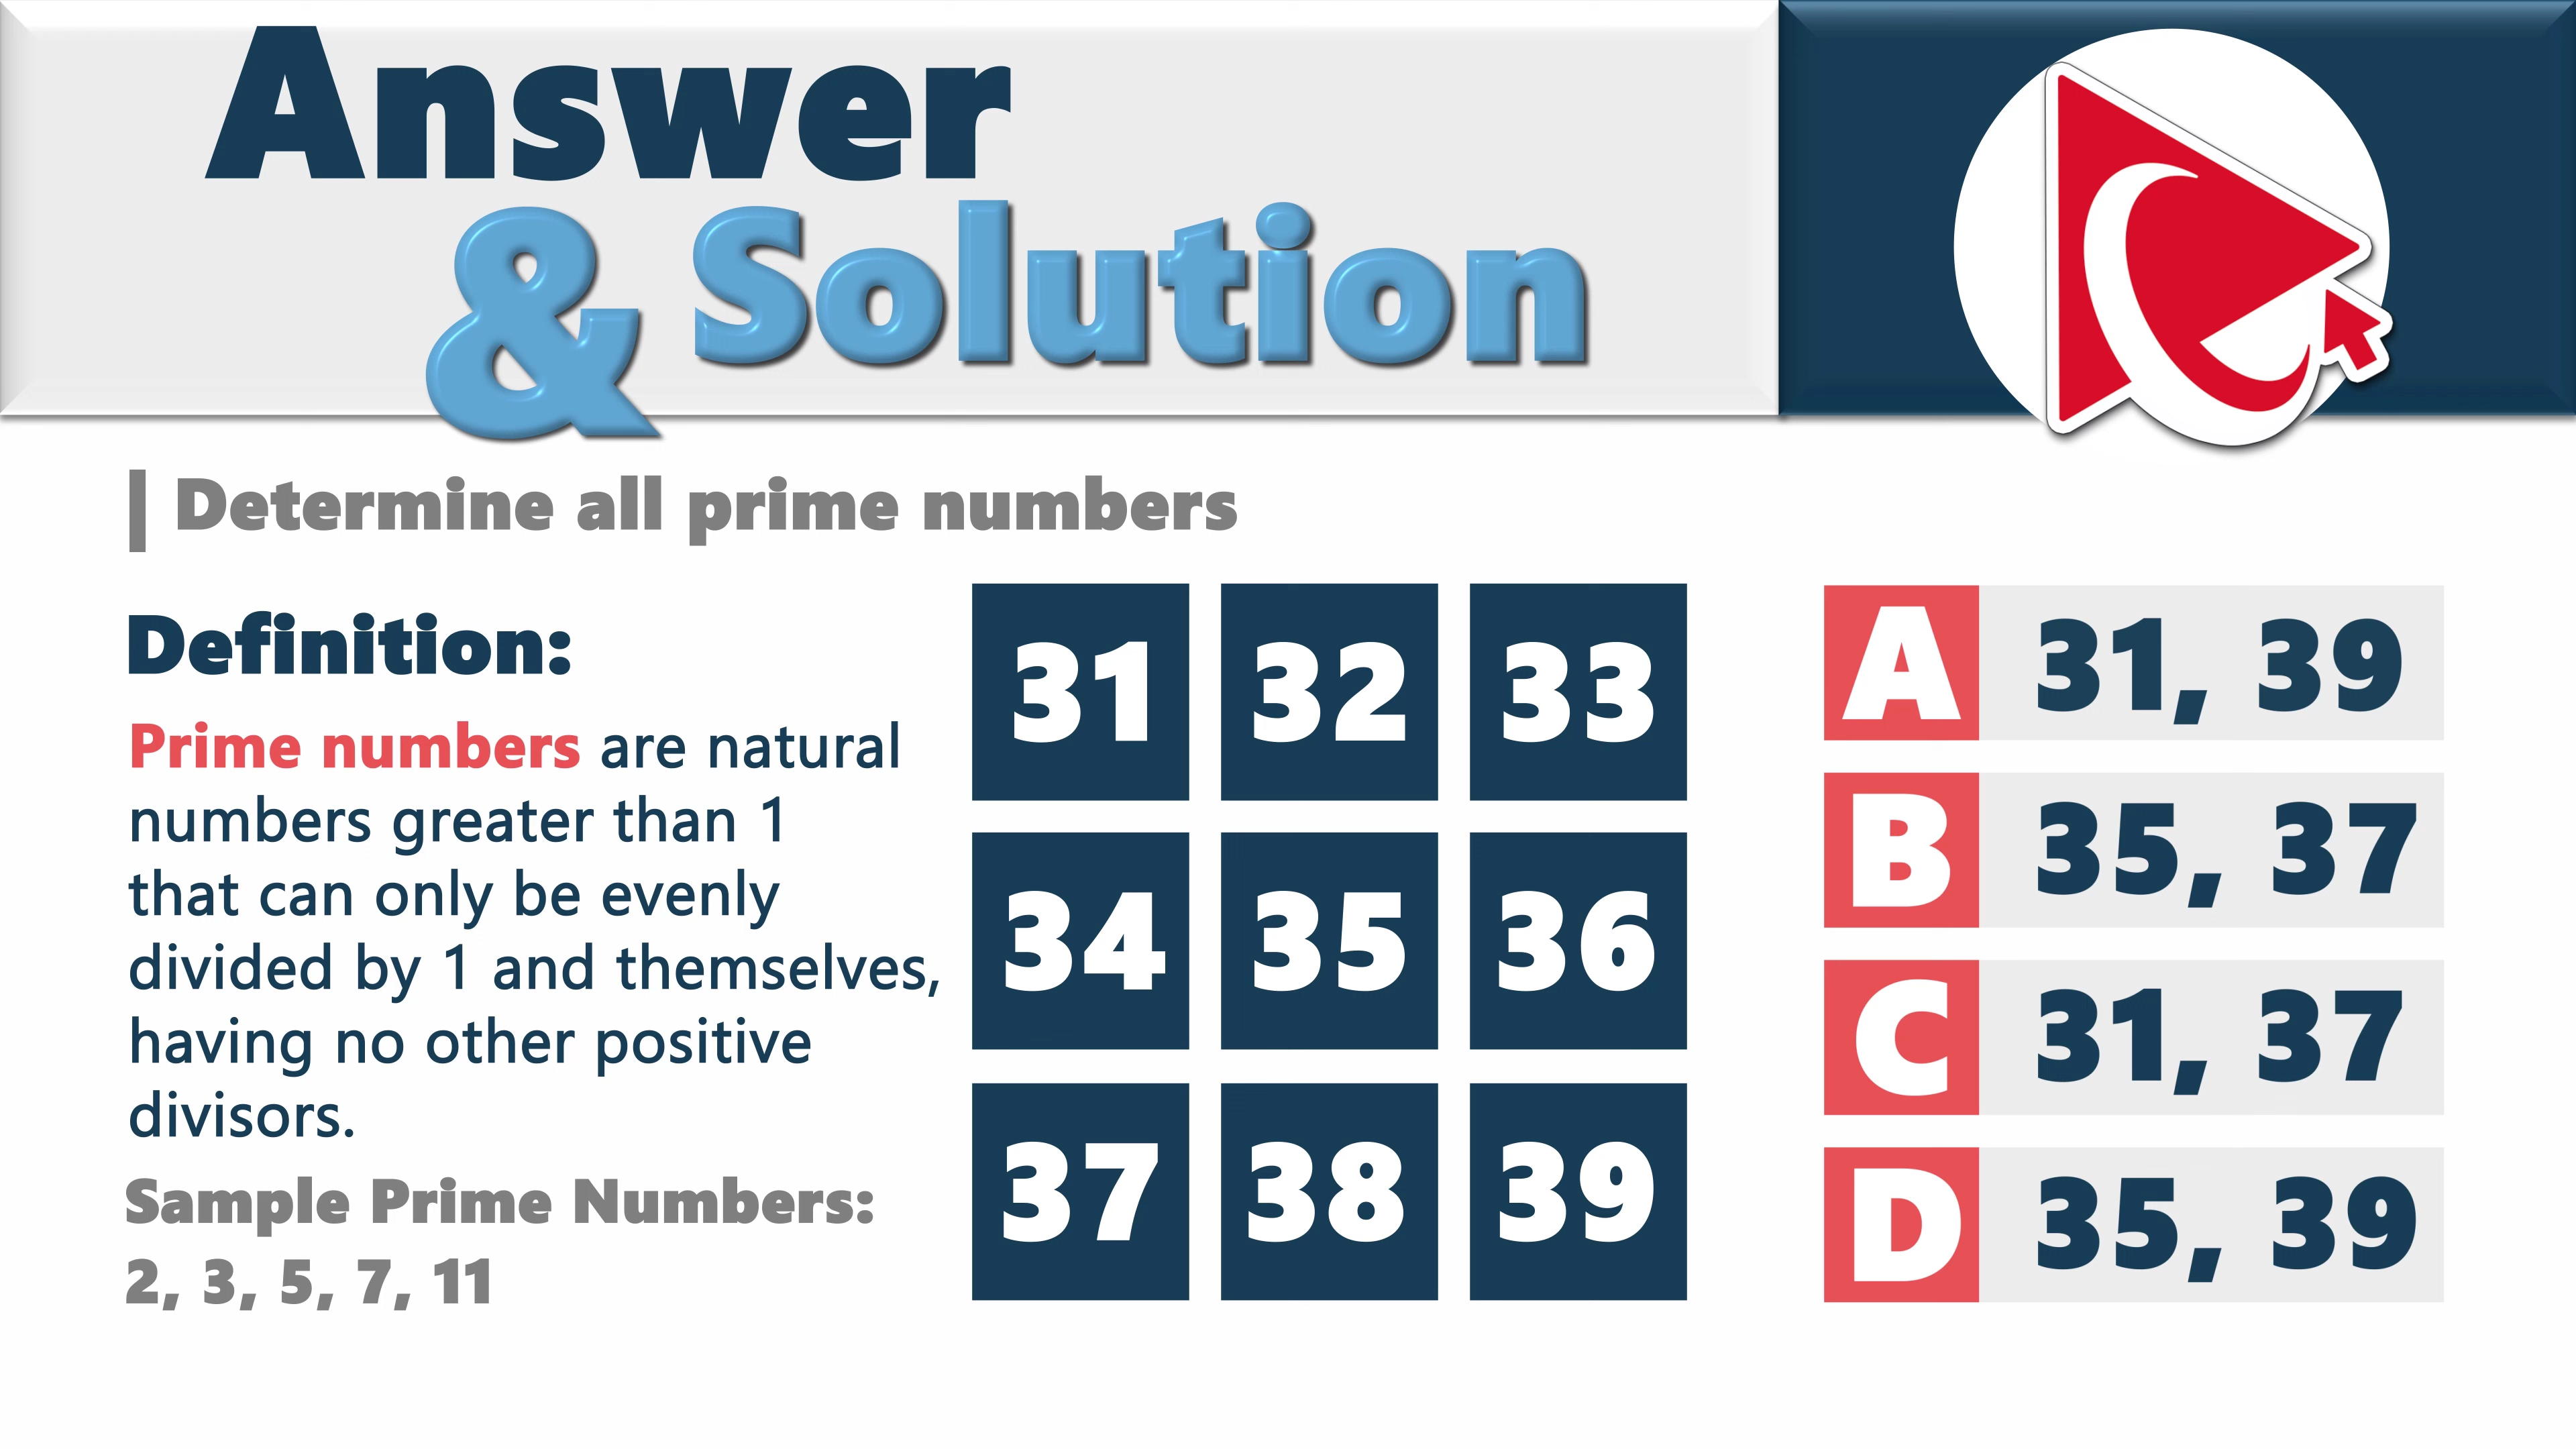 Answer
& Solution
| Determine all prime numbers
Definition:
Prime numbers are natural
numbers greater than 1
that can only be evenly
divided by 1 and themselves,
having no other positive
divisors.
Sample Prime Numbers:
2, 3, 5, 7, 11
31 32 33
34 35 36
37 38 39
A 31, 39
B 35, 37
C 31, 37
D 35, 39